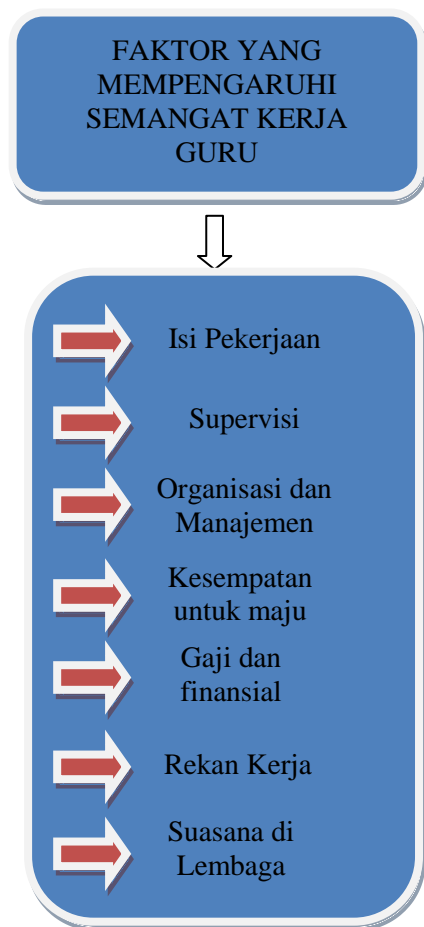 FAKTOR YANG
MEMPENGARUHI
SEMANGAT KERJA
GURU
Isi Pekerjaan
Supervisi
Organisasi dan
Manajemen
Kesempatan
untuk maju
Gaji dan
finansial
Rekan Kerja
Suasana di
Lembaga